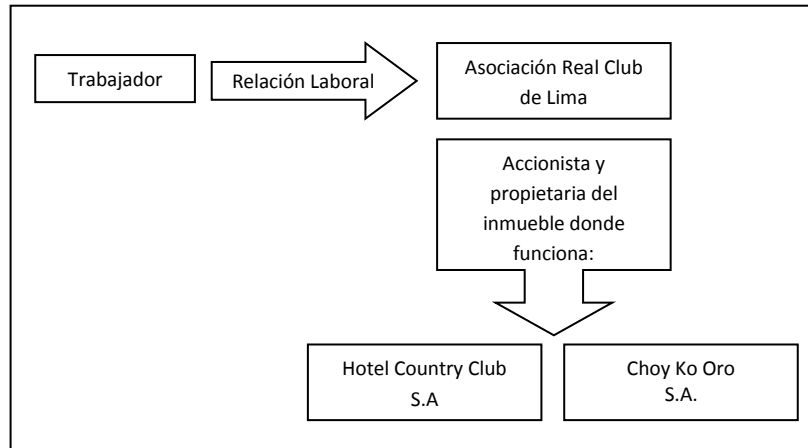 Trabajador
Relación Laboral
Asociación Real Club
de Lima
Accionista y
propietaria del
inmueble donde
funciona:
Hotel Country Club
S.A
Choy Ko Oro
S.A.